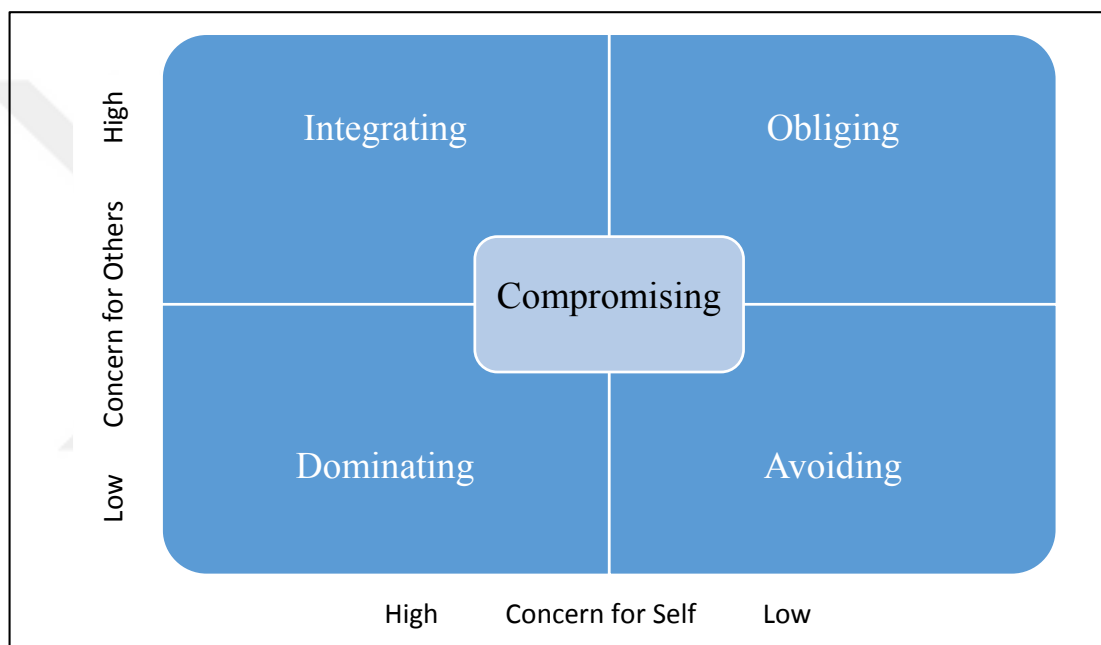 High
Concern for Others
Low
Integrating
Obliging
Compromising
Dominating
Avoiding
High
Concern for Self
Low